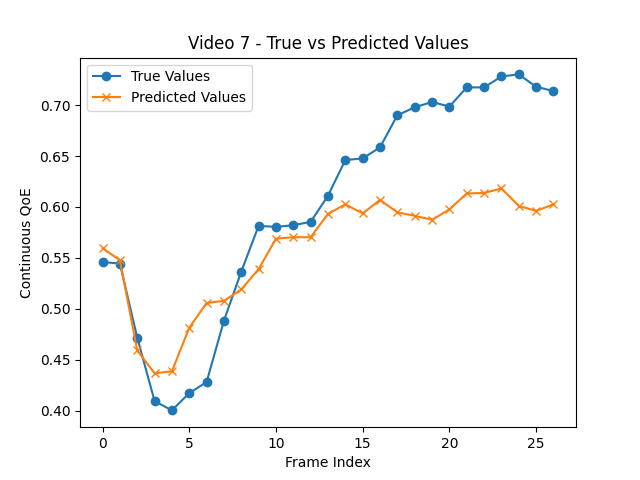 Video 7 - True vs Predicted Values
True Values
Predicted Values
Continuous QoE
0.70
0.65
0.60
0.55
0.50
0.45
0.40
0 5 10 15 20 25
Frame Index